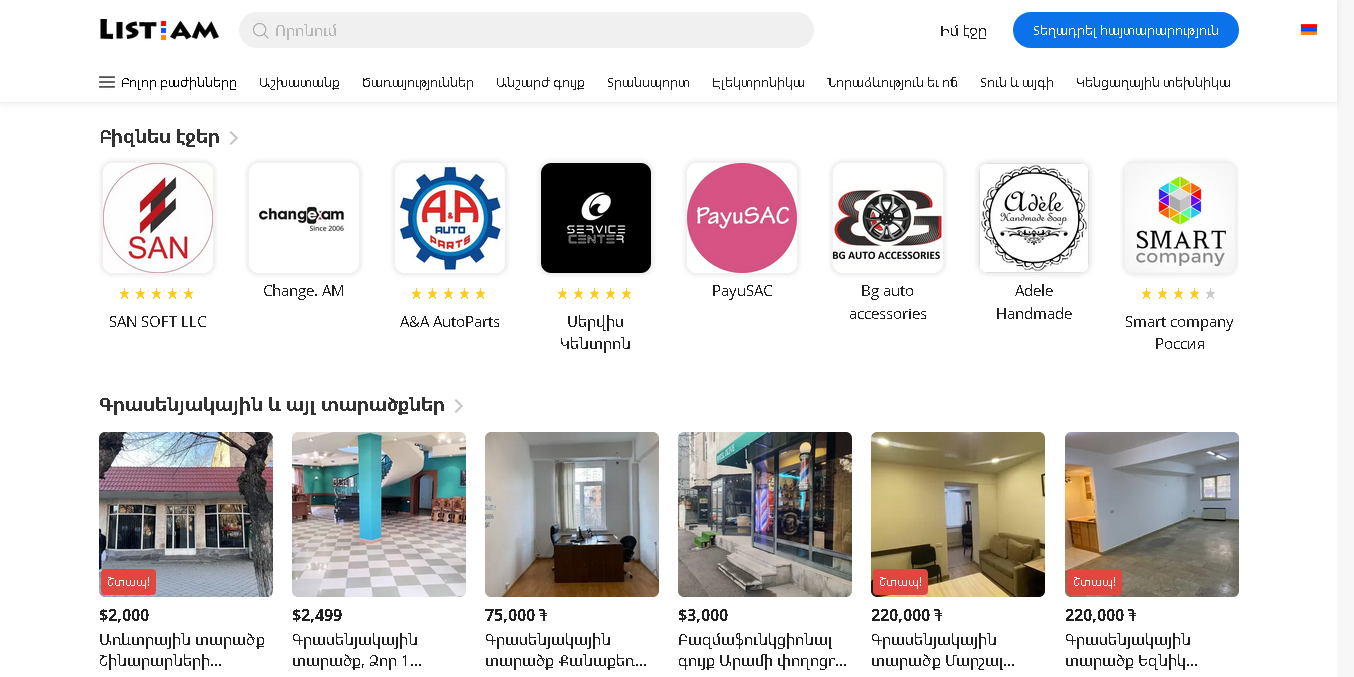 LIST AM
Որոնում
Իմ էջը
Տեղադրել հայտարարություն
Բոլոր բաժինները
Աշխատանք
Ծառայություններ
Անշարժ գույք
Տրանսպորտ
Էլեկտրոնիկա
Նորաձևություն եւ ոճ
Տուն և այգի
Կենցաղային տեխնիկա
Բիզնես էջեր
SAN
SAN SOFT LLC
change.am
Since 2006
Change. AM
A&A
AUTO
PARTS
A&A AutoParts
SERVICE
CENTER
Սերվիս
Կենտրոն
PayuSAC
PayuSAC
BG
BG AUTO ACCESSORIES
Bg auto
accessories
Adèle
Handmade Soap
Adele
Handmade
SMART
company
Smart company
Россия
Գրասենյակային և այլ տարածքներ
Շտապ!
$2,000
Առևտրային տարածք
Շինարարների...
$2,499
Գրասենյակային
տարածք, Ձոր 1...
75,000 ֏
Գրասենյակային
տարածք Քանաքեռ...
$3,000
Բազմաֆունկցիոնալ
գույք Արամի փողոցո...
Շտապ!
220,000 ֏
Գրասենյակային
տարածք Մարշալ...
Շտապ!
220,000 ֏
Գրասենյակային
տարածք Եզնիկ...